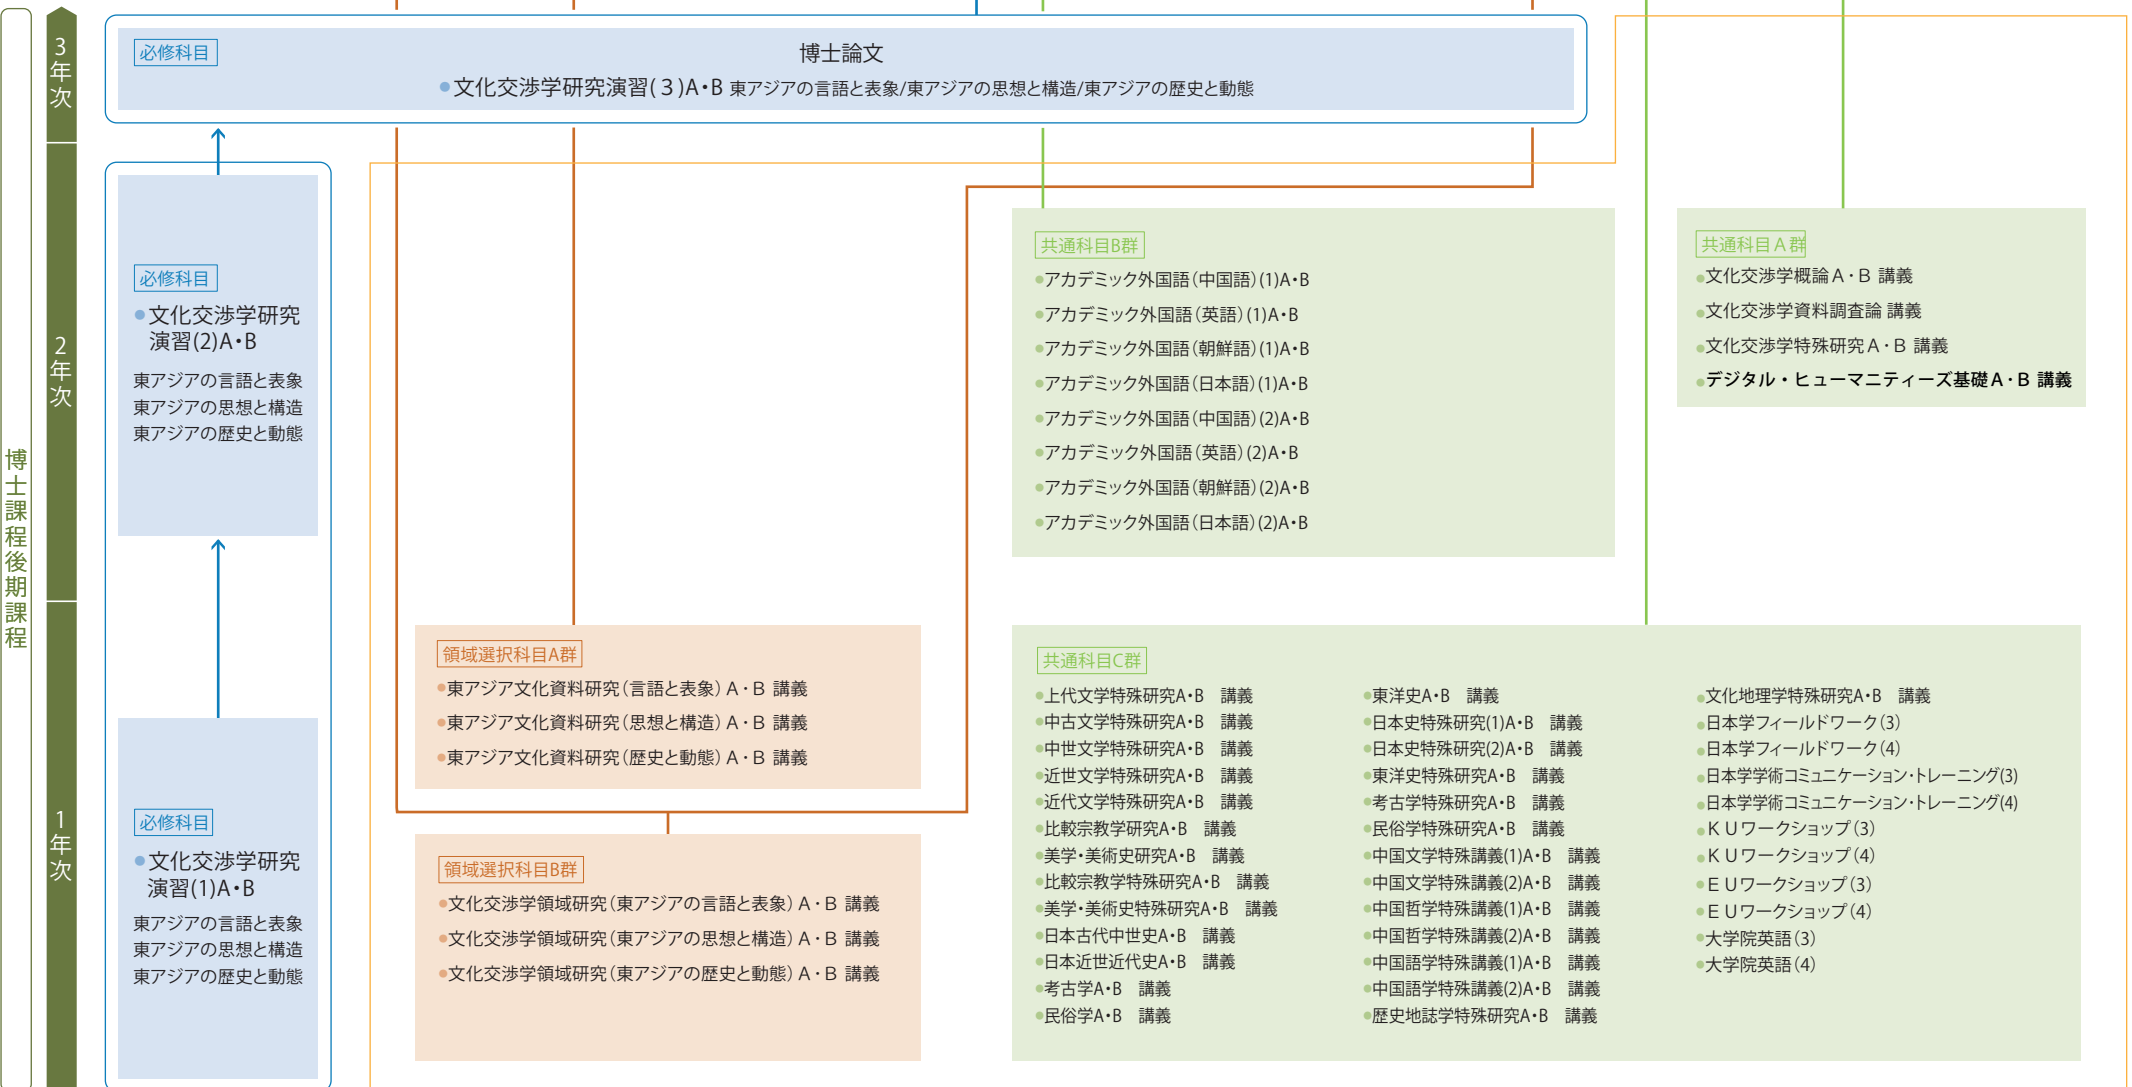 博士課程後期課程
3年次
必修科目
博士論文
●文化交渉学研究演習(３)A・B 東アジアの言語と表象/東アジアの思想と構造/東アジアの歴史と動態
2年次
必修科目
●文化交渉学研究
演習(2)A・B
東アジアの言語と表象
東アジアの思想と構造
東アジアの歴史と動態
共通科目B群
●アカデミック外国語(中国語)(1)A・B
●アカデミック外国語(英語)(1)A・B
●アカデミック外国語(朝鮮語)(1)A・B
●アカデミック外国語(日本語)(1)A・B
●アカデミック外国語(中国語)(2)A・B
●アカデミック外国語(英語)(2)A・B
●アカデミック外国語(朝鮮語)(2)A・B
●アカデミック外国語(日本語)(2)A・B
共通科目Ａ群
●文化交渉学概論Ａ・Ｂ 講義
●文化交渉学資料調査論 講義
●文化交渉学特殊研究Ａ・Ｂ 講義
●デジタル・ヒューマニティーズ基礎Ａ・Ｂ 講義
1年次
必修科目
●文化交渉学研究
演習(1)A・B
東アジアの言語と表象
東アジアの思想と構造
東アジアの歴史と動態
領域選択科目A群
●東アジア文化資料研究(言語と表象)Ａ・Ｂ 講義
●東アジア文化資料研究(思想と構造)Ａ・Ｂ 講義
●東アジア文化資料研究(歴史と動態)Ａ・Ｂ 講義
領域選択科目B群
●文化交渉学領域研究(東アジアの言語と表象)Ａ・Ｂ 講義
●文化交渉学領域研究(東アジアの思想と構造)Ａ・Ｂ 講義
●文化交渉学領域研究(東アジアの歴史と動態)Ａ・Ｂ 講義
共通科目C群
●上代文学特殊研究A・B　講義
●中古文学特殊研究A・B　講義
●中世文学特殊研究A・B　講義
●近世文学特殊研究A・B　講義
●近代文学特殊研究A・B　講義
●比較宗教学研究A・B　講義
●美学・美術史研究A・B　講義
●比較宗教学特殊研究A・B　講義
●美学・美術史特殊研究A・B　講義
●日本古代中世史A・B　講義
●日本近世近代史A・B　講義
●考古学A・B　講義
●民俗学A・B　講義
●東洋史A・B　講義
●日本史特殊研究(1)A・B　講義
●日本史特殊研究(2)A・B　講義
●東洋史特殊研究A・B　講義
●考古学特殊研究A・B　講義
●民俗学特殊研究A・B　講義
●中国文学特殊講義(1)A・B　講義
●中国文学特殊講義(2)A・B　講義
●中国哲学特殊講義(1)A・B　講義
●中国哲学特殊講義(2)A・B　講義
●中国語学特殊講義(1)A・B　講義
●中国語学特殊講義(2)A・B　講義
●歴史地誌学特殊研究A・B　講義
●文化地理学特殊研究A・B　講義
●日本学フィールドワーク(3)
●日本学フィールドワーク(4)
●日本学学術コミュニケーション・トレーニング(3)
●日本学学術コミュニケーション・トレーニング(4)
●ＫＵワークショップ(3)
●ＫＵワークショップ(4)
●ＥＵワークショップ(3)
●ＥＵワークショップ(4)
●大学院英語(3)
●大学院英語(4)